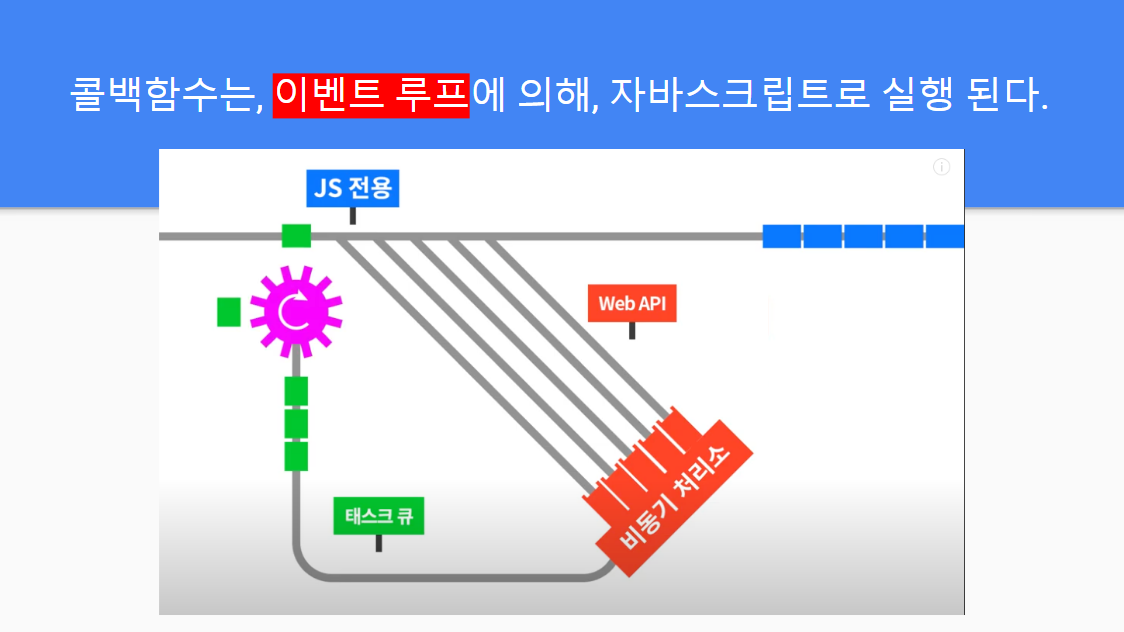 콜백함수는, 이벤트 루프에 의해, 자바스크립트로 실행 된다.
JS 전용
Web API
비동기 처리소
태스크 큐